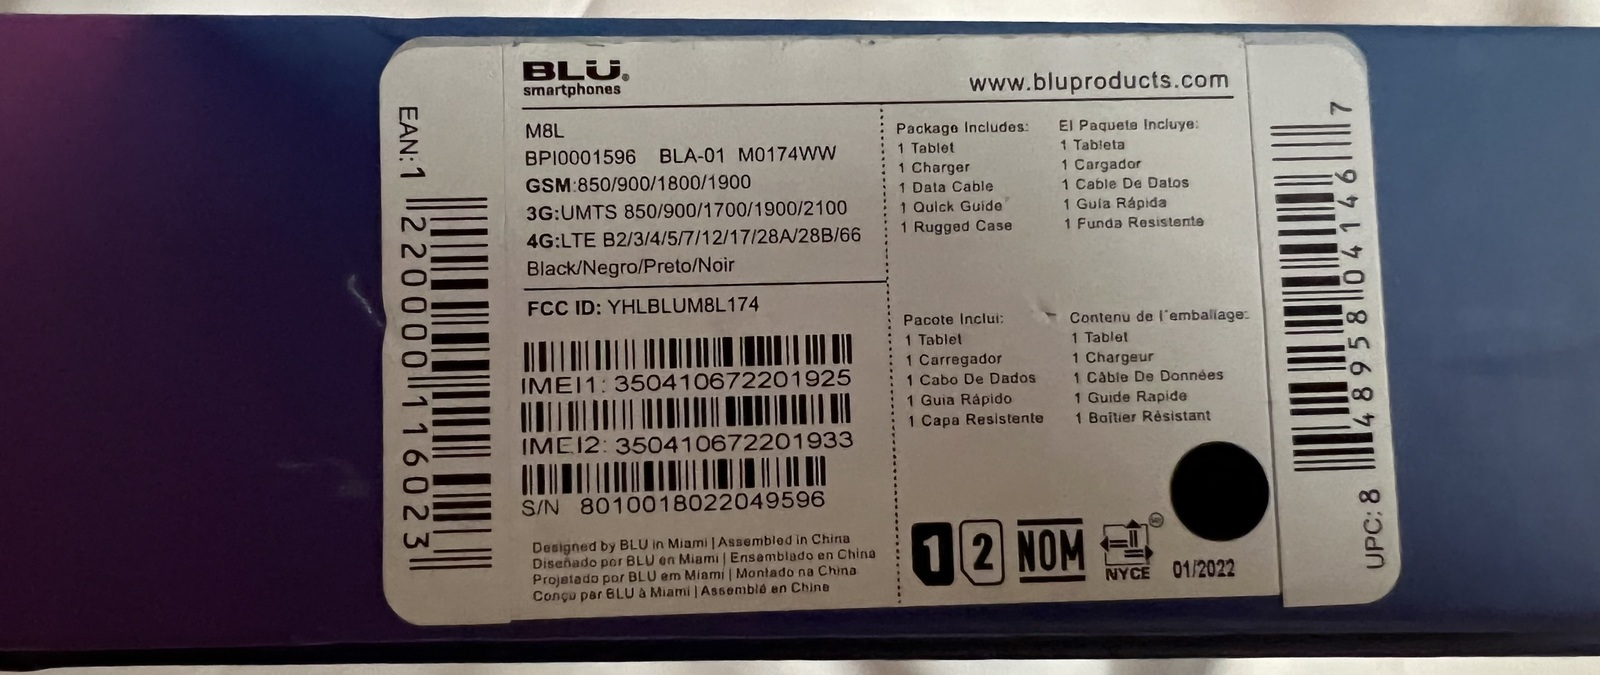 BLU®
smartphones
www.bluproducts.com
M8L
BPI0001596 BLA-01 M0174WW
GSM:850/900/1800/1900
3G:UMTS 850/900/1700/1900/2100
4G:LTE B2/3/4/5/7/12/17/28A/28B/66
Black/Negro/Preto/Noir
FCC ID: YHLBLUM8L174
IMEI1: 350410672201925
IMEI2: 350410672201933
S/N 8010018022049596
Designed by BLU in Miami | Assembled in China
Diseñado por BLU en Miami | Ensamblado en China
Projatado por BLU em Miami | Montado na China
Conçu par BLU à Miami | Assemblé en Chine
Package Includes:
1 Tablet
1 Charger
1 Data Cable
1 Quick Guide
1 Rugged Case
El Paquete Incluye:
1 Tableta
1 Cargador
1 Cable De Datos
1 Guía Rápida
1 Funda Resistente
Pacote Inclui:
1 Tablet
1 Carregador
1 Cabo De Dados
1 Guia Rápido
1 Capa Resistente
Contenu de l'emballage:
1 Tablet
1 Chargeur
1 Câble De Données
1 Guide Rapide
1 Boîtier Résistant
1 2 NOM NYCE 01/2022
EAN: 1 220000 116023
UPC: 8 48958 04146 7